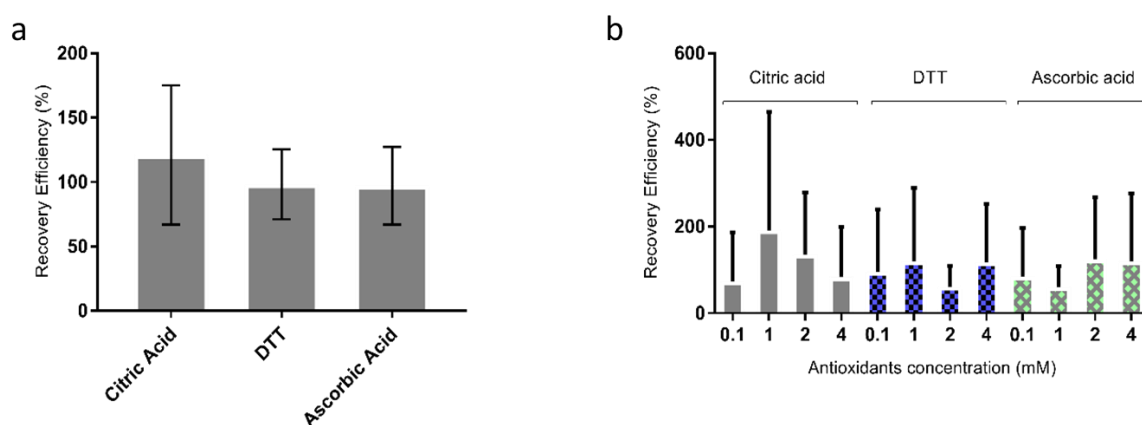 a
Recovery Efficiency (%)
200
150
100
50
0
Citric Acid
DTT
Ascorbic Acid
b
Recovery Efficiency (%)
600
400
200
0
Citric acid DTT Ascorbic acid
0.1 1 2 4 0.1 1 2 4 0.1 1 2 4
Antioxidants concentration (mM)